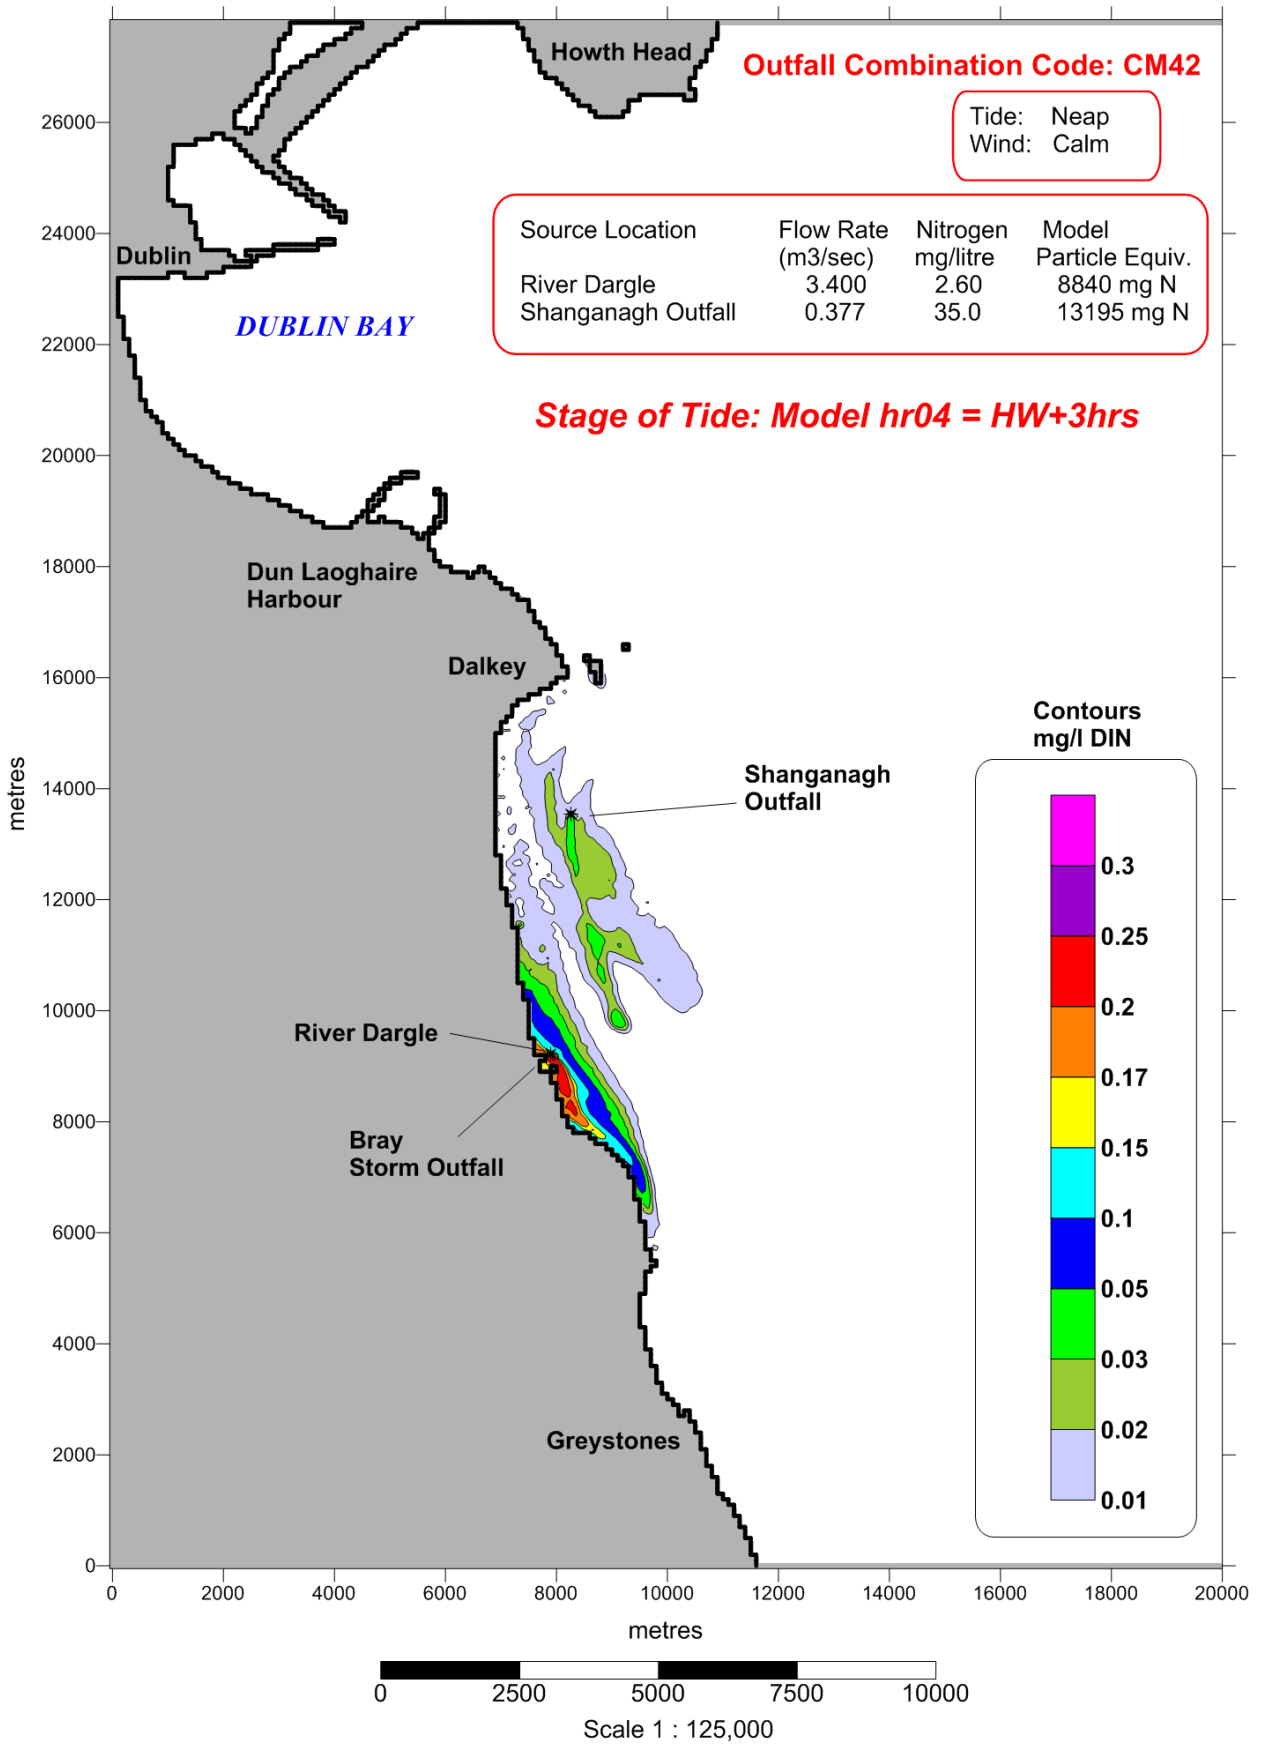 Howth Head
Outfall Combination Code: CM42
Tide: Neap
Wind: Calm
Source Location Flow Rate Nitrogen Model
(m3/sec) mg/litre Particle Equiv.
River Dargle 3.400 2.60 8840 mg N
Shanganagh Outfall 0.377 35.0 13195 mg N
Dublin
DUBLIN BAY
Stage of Tide: Model hr04 = HW+3hrs
Dun Laoghaire
Harbour
Dalkey
Shanganagh
Outfall
River Dargle
Bray
Storm Outfall
Greystones
Contours
mg/l DIN
0.3
0.25
0.2
0.17
0.15
0.1
0.05
0.03
0.02
0.01
metres
26000
24000
22000
20000
18000
16000
14000
12000
10000
8000
6000
4000
2000
0
0 2000 4000 6000 8000 10000 12000 14000 16000 18000 20000
metres
0 2500 5000 7500 10000
Scale 1 : 125,000